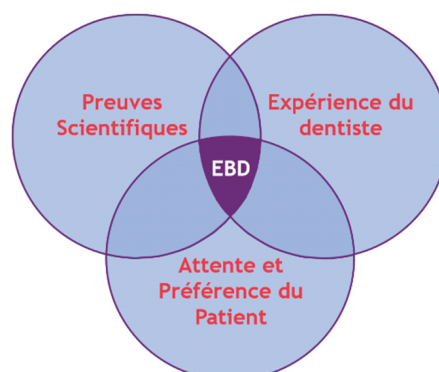 Preuves
Scientifiques
Expérience du
dentiste
EBD
Attente et
Préférence du
Patient